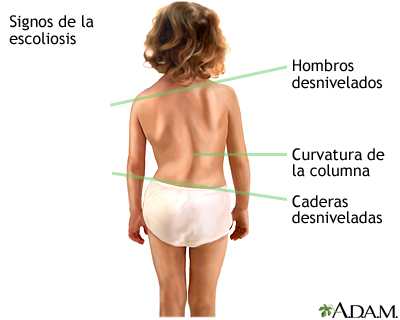 Signos de la
escoliosis
Hombros
desnivelados
Curvatura de
la columna
Caderas
desniveladas
A.D.A.M.